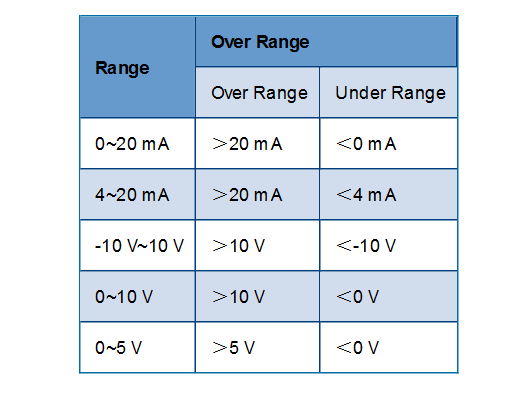 Range
Over Range
Over Range Under Range
0~20 mA >20 mA <0 mA
4~20 mA >20 mA <4 mA
-10 V~10 V >10 V <-10 V
0~10 V >10 V <0 V
0~5 V >5 V <0 V